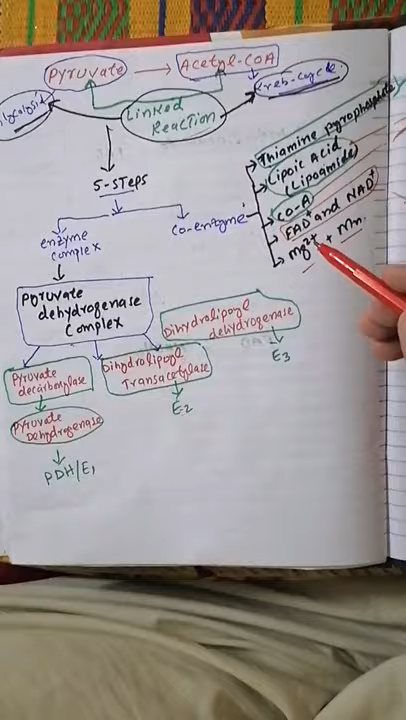 Pyruvate → Acetyl-COA
Glycolysis
Linked
Reaction
Kreb-cycle
5-Steps
enzyme
complex
Co-enzyme
Thiamine pyrophosphate
Lipoic Acid
(Lipoamide)
CO-A
FAD⁺ and NAD⁺
Mg²⁺ + Mn
Pyruvate
dehydrogenase
Complex
Pyruvate
decarboxylase
Pyruvate
Dehydrogenase
PDH/E₁
Dihydrolipoyl
Transacetylase
E2
Dihydrolipoyl
dehydrogenase
E3